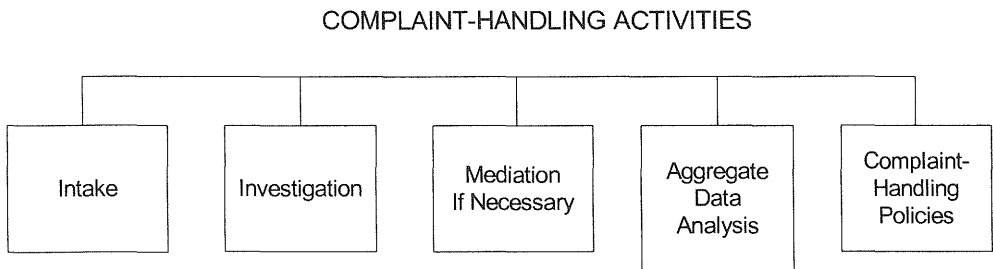 COMPLAINT-HANDLING ACTIVITIES
Intake
Investigation
Mediation
If Necessary
Aggregate
Data
Analysis
Complaint-
Handling
Policies